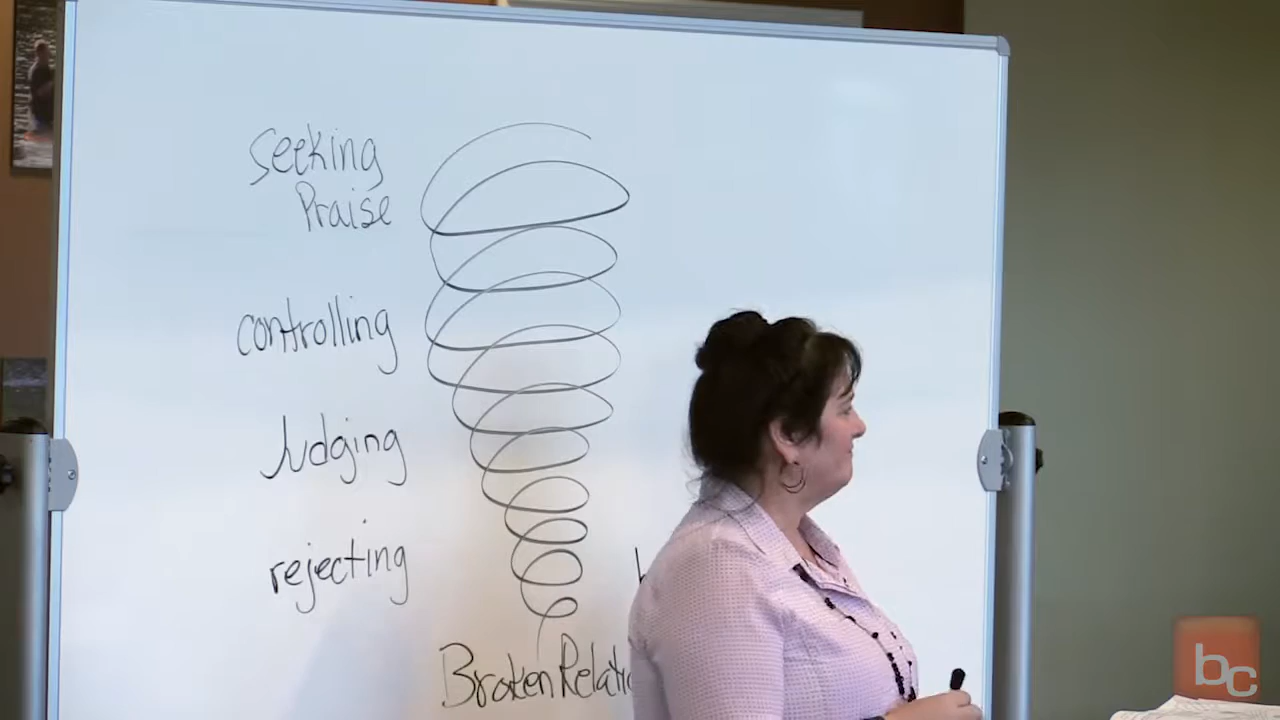 seeking
Praise
controlling
Judging
rejecting
Broken Relati
bc